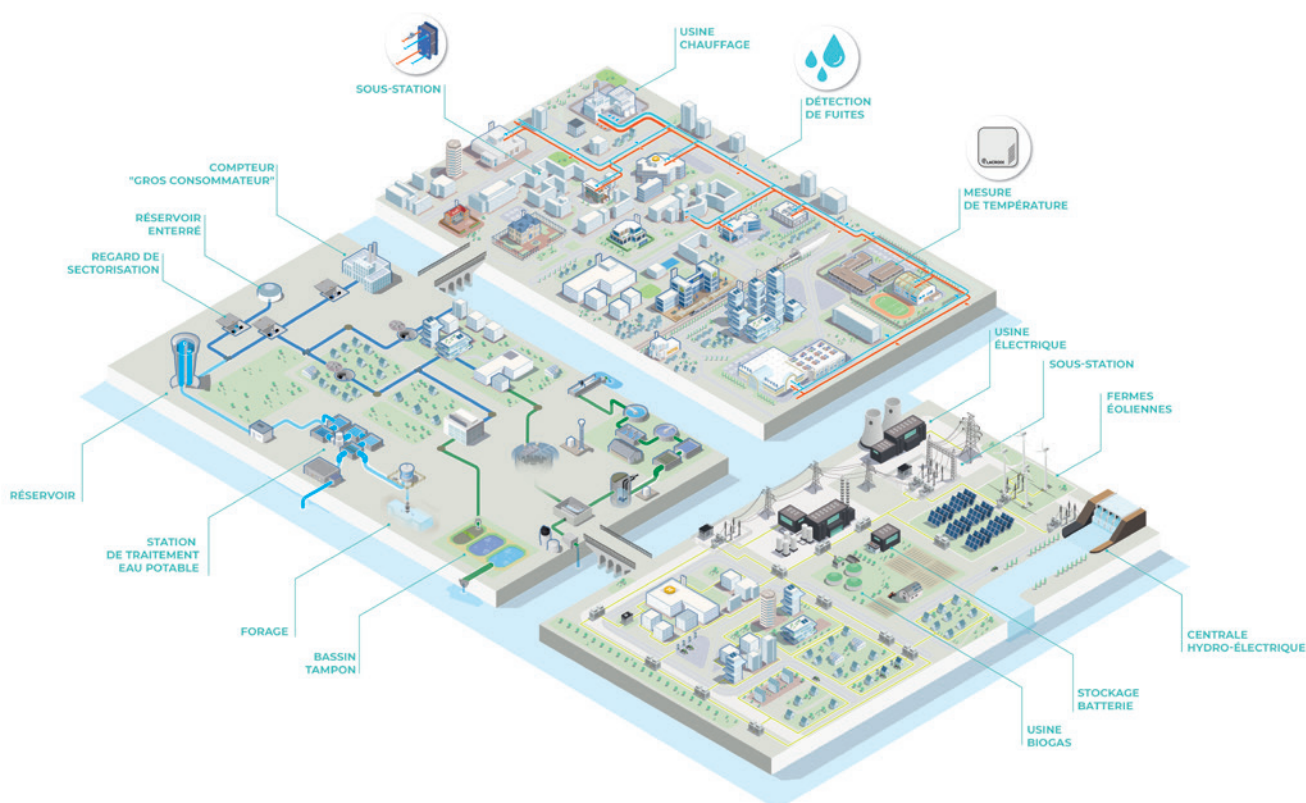 USINE
CHAUFFAGE
SOUS-STATION
DÉTECTION
DE FUITES
LACROIX
COMPTEUR
"GROS CONSOMMATEUR"
MESURE
DE TEMPÉRATURE
RÉSERVOIR
ENTERRÉ
REGARD DE
SECTORISATION
USINE
ÉLECTRIQUE
SOUS-STATION
FERMES
ÉOLIENNES
RÉSERVOIR
STATION
DE TRAITEMENT
EAU POTABLE
FORAGE
BASSIN
TAMPON
CENTRALE
HYDRO-ÉLECTRIQUE
STOCKAGE
BATTERIE
USINE
BIOGAS